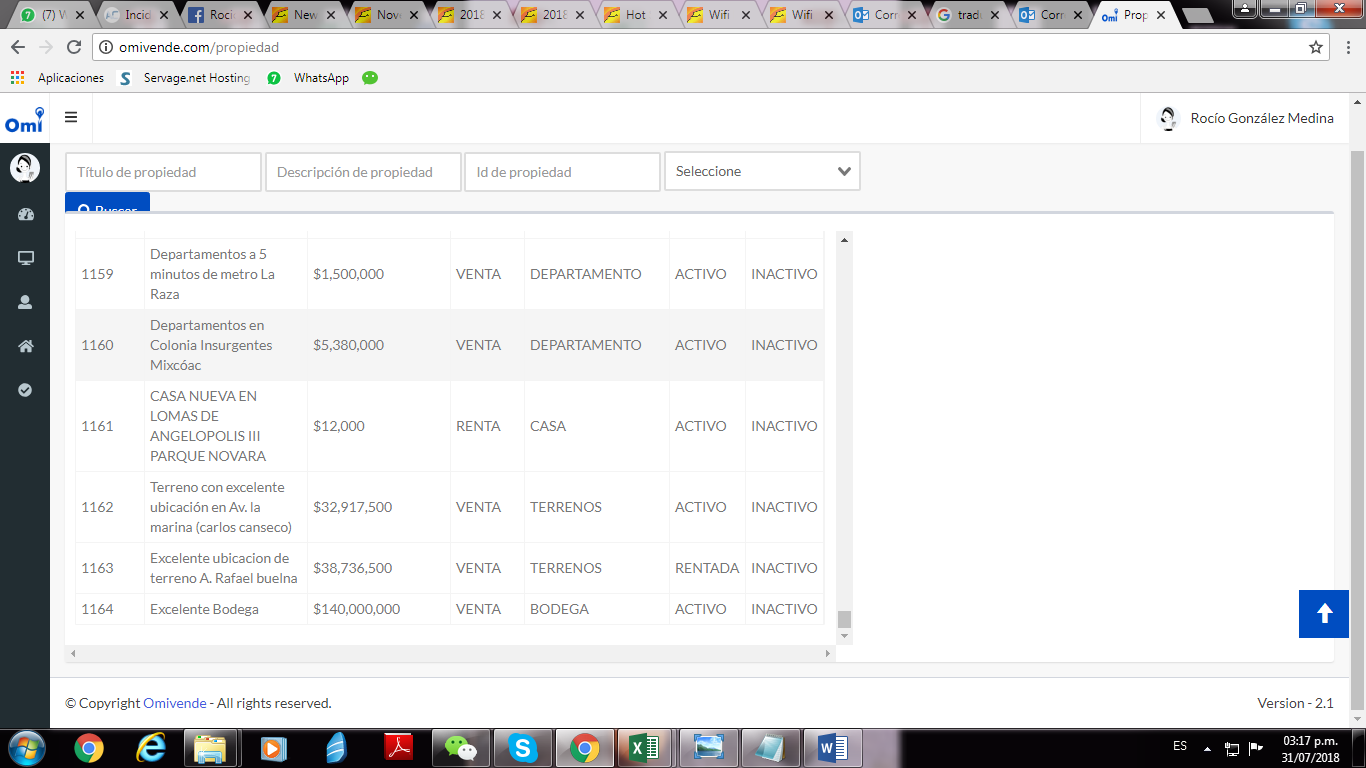 (7) W
Incid
Rocí
New
Nove
2018
2018
Hot
Wifi
Wifi
Corr
tradu
Corr
Omi
Prop
omivende.com/propiedad
Aplicaciones
Servage.net Hosting
7
WhatsApp
Omi
Rocío González Medina
Título de propiedad
Descripción de propiedad
Id de propiedad
Seleccione
Buscar
1159 Departamentos a 5 minutos de metro La Raza $1,500,000 VENTA DEPARTAMENTO ACTIVO INACTIVO
1160 Departamentos en Colonia Insurgentes Mixcóac $5,380,000 VENTA DEPARTAMENTO ACTIVO INACTIVO
1161 CASA NUEVA EN LOMAS DE ANGELOPOLIS III PARQUE NOVARA $12,000 RENTA CASA ACTIVO INACTIVO
1162 Terreno con excelente ubicación en Av. la marina (carlos canseco) $32,917,500 VENTA TERRENOS ACTIVO INACTIVO
1163 Excelente ubicacion de terreno A. Rafael buelna $38,736,500 VENTA TERRENOS RENTADA INACTIVO
1164 Excelente Bodega $140,000,000 VENTA BODEGA ACTIVO INACTIVO
© Copyright Omivende - All rights reserved.
Version - 2.1
ES
03:17 p.m.
31/07/2018